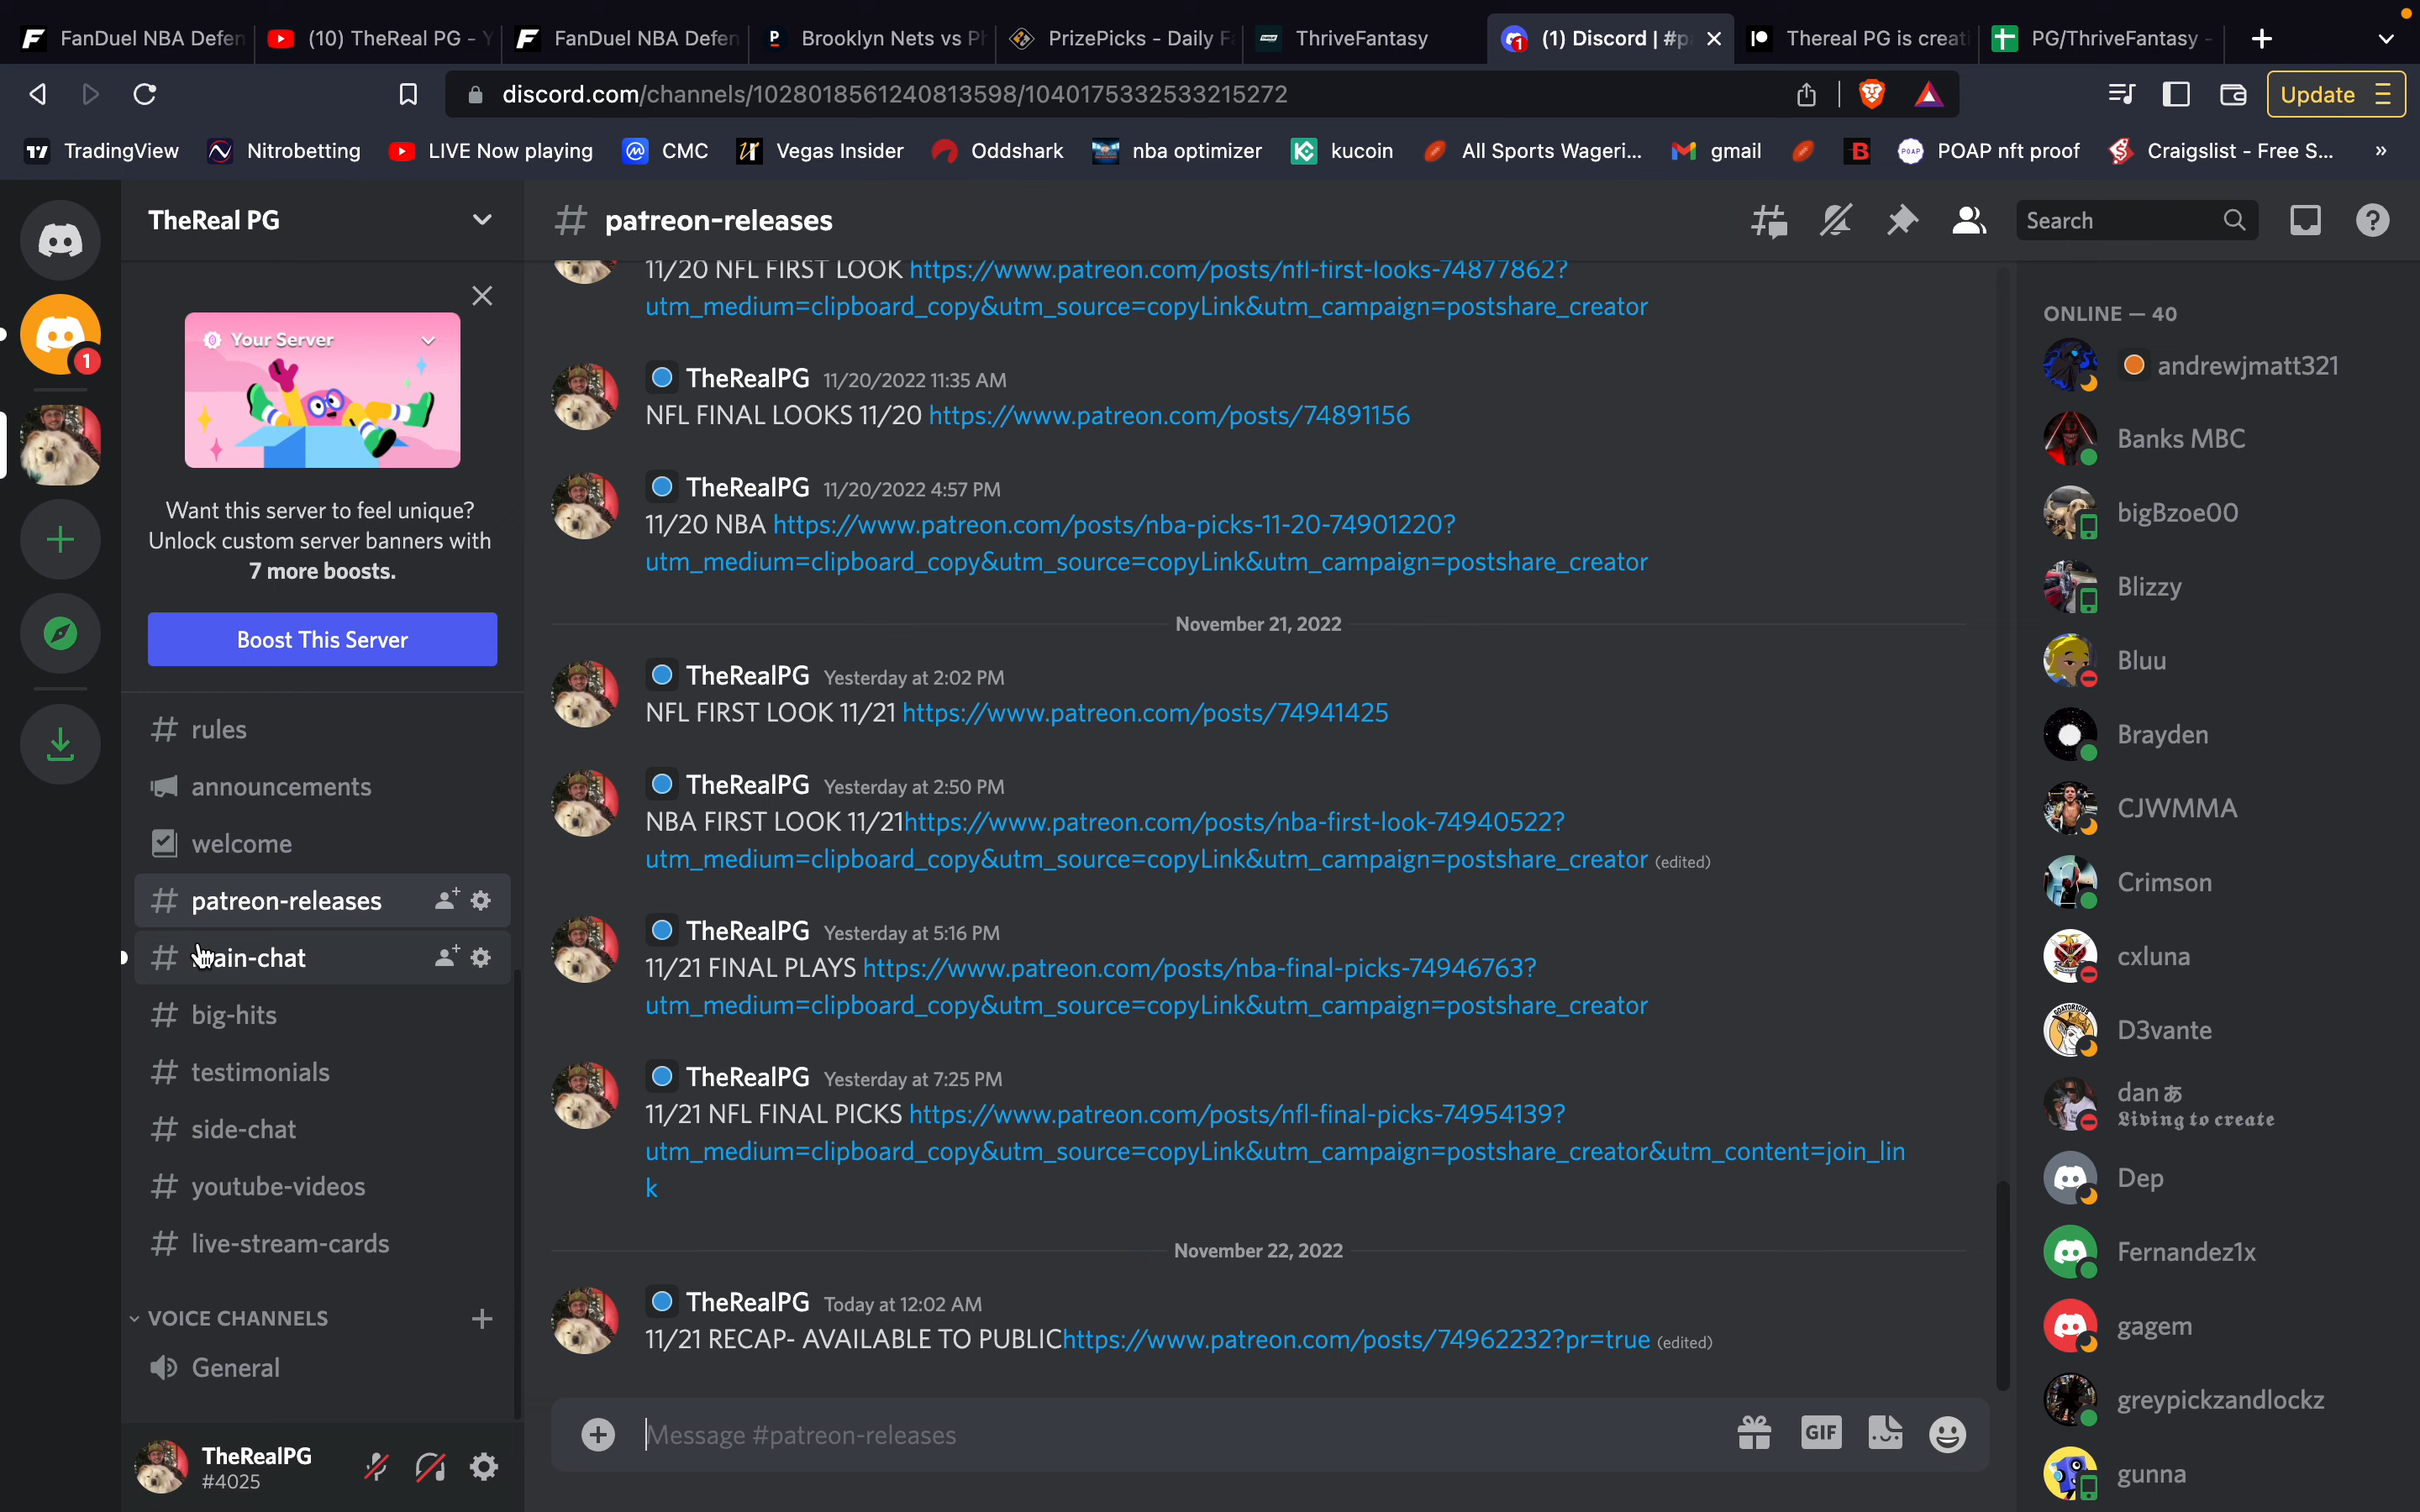 FanDuel NBA Defen
(10) TheReal PG - Y
FanDuel NBA Defen
Brooklyn Nets vs Ph
PrizePicks - Daily Fa
ThriveFantasy
(1) Discord | #p
Thereal PG is creati
PG/ThriveFantasy -
discord.com/channels/1028018561240813598/1040175332533215272
Update
TradingView
Nitrobetting
LIVE Now playing
CMC
Vegas Insider
Oddshark
nba optimizer
kucoin
All Sports Wageri...
gmail
POAP nft proof
Craigslist - Free S...
»
1
TheReal PG
Your Server
Want this server to feel unique?
Unlock custom server banners with
7 more boosts.
Boost This Server
# rules
announcements
welcome
# patreon-releases
# main-chat
# big-hits
# testimonials
# side-chat
# youtube-videos
# live-stream-cards
VOICE CHANNELS
General
TheRealPG
#4025
# patreon-releases
Search
11/20 NFL FIRST LOOK https://www.patreon.com/posts/nfl-first-looks-74877862?
utm_medium=clipboard_copy&utm_source=copyLink&utm_campaign=postshare_creator
TheRealPG 11/20/2022 11:35 AM
NFL FINAL LOOKS 11/20 https://www.patreon.com/posts/74891156
TheRealPG 11/20/2022 4:57 PM
11/20 NBA https://www.patreon.com/posts/nba-picks-11-20-74901220?
utm_medium=clipboard_copy&utm_source=copyLink&utm_campaign=postshare_creator
November 21, 2022
TheRealPG Yesterday at 2:02 PM
NFL FIRST LOOK 11/21 https://www.patreon.com/posts/74941425
TheRealPG Yesterday at 2:50 PM
NBA FIRST LOOK 11/21https://www.patreon.com/posts/nba-first-look-74940522?
utm_medium=clipboard_copy&utm_source=copyLink&utm_campaign=postshare_creator (edited)
TheRealPG Yesterday at 5:16 PM
11/21 FINAL PLAYS https://www.patreon.com/posts/nba-final-picks-74946763?
utm_medium=clipboard_copy&utm_source=copyLink&utm_campaign=postshare_creator
TheRealPG Yesterday at 7:25 PM
11/21 NFL FINAL PICKS https://www.patreon.com/posts/nfl-final-picks-74954139?
utm_medium=clipboard_copy&utm_source=copyLink&utm_campaign=postshare_creator&utm_content=join_lin
k
November 22, 2022
TheRealPG Today at 12:02 AM
11/21 RECAP- AVAILABLE TO PUBLIChttps://www.patreon.com/posts/74962232?pr=true (edited)
Message #patreon-releases
GIF
ONLINE — 40
andrewjmatt321
Banks MBC
bigBzoe00
Blizzy
Bluu
Brayden
CJWMMA
Crimson
cxluna
D3vante
dan あ
𝕷𝖎𝖛𝖎𝖓𝖌 𝖙𝖔 𝖈𝖗𝖊𝖆𝖙𝖊
Dep
Fernandez1x
gagem
greypickzandlockz
gunna